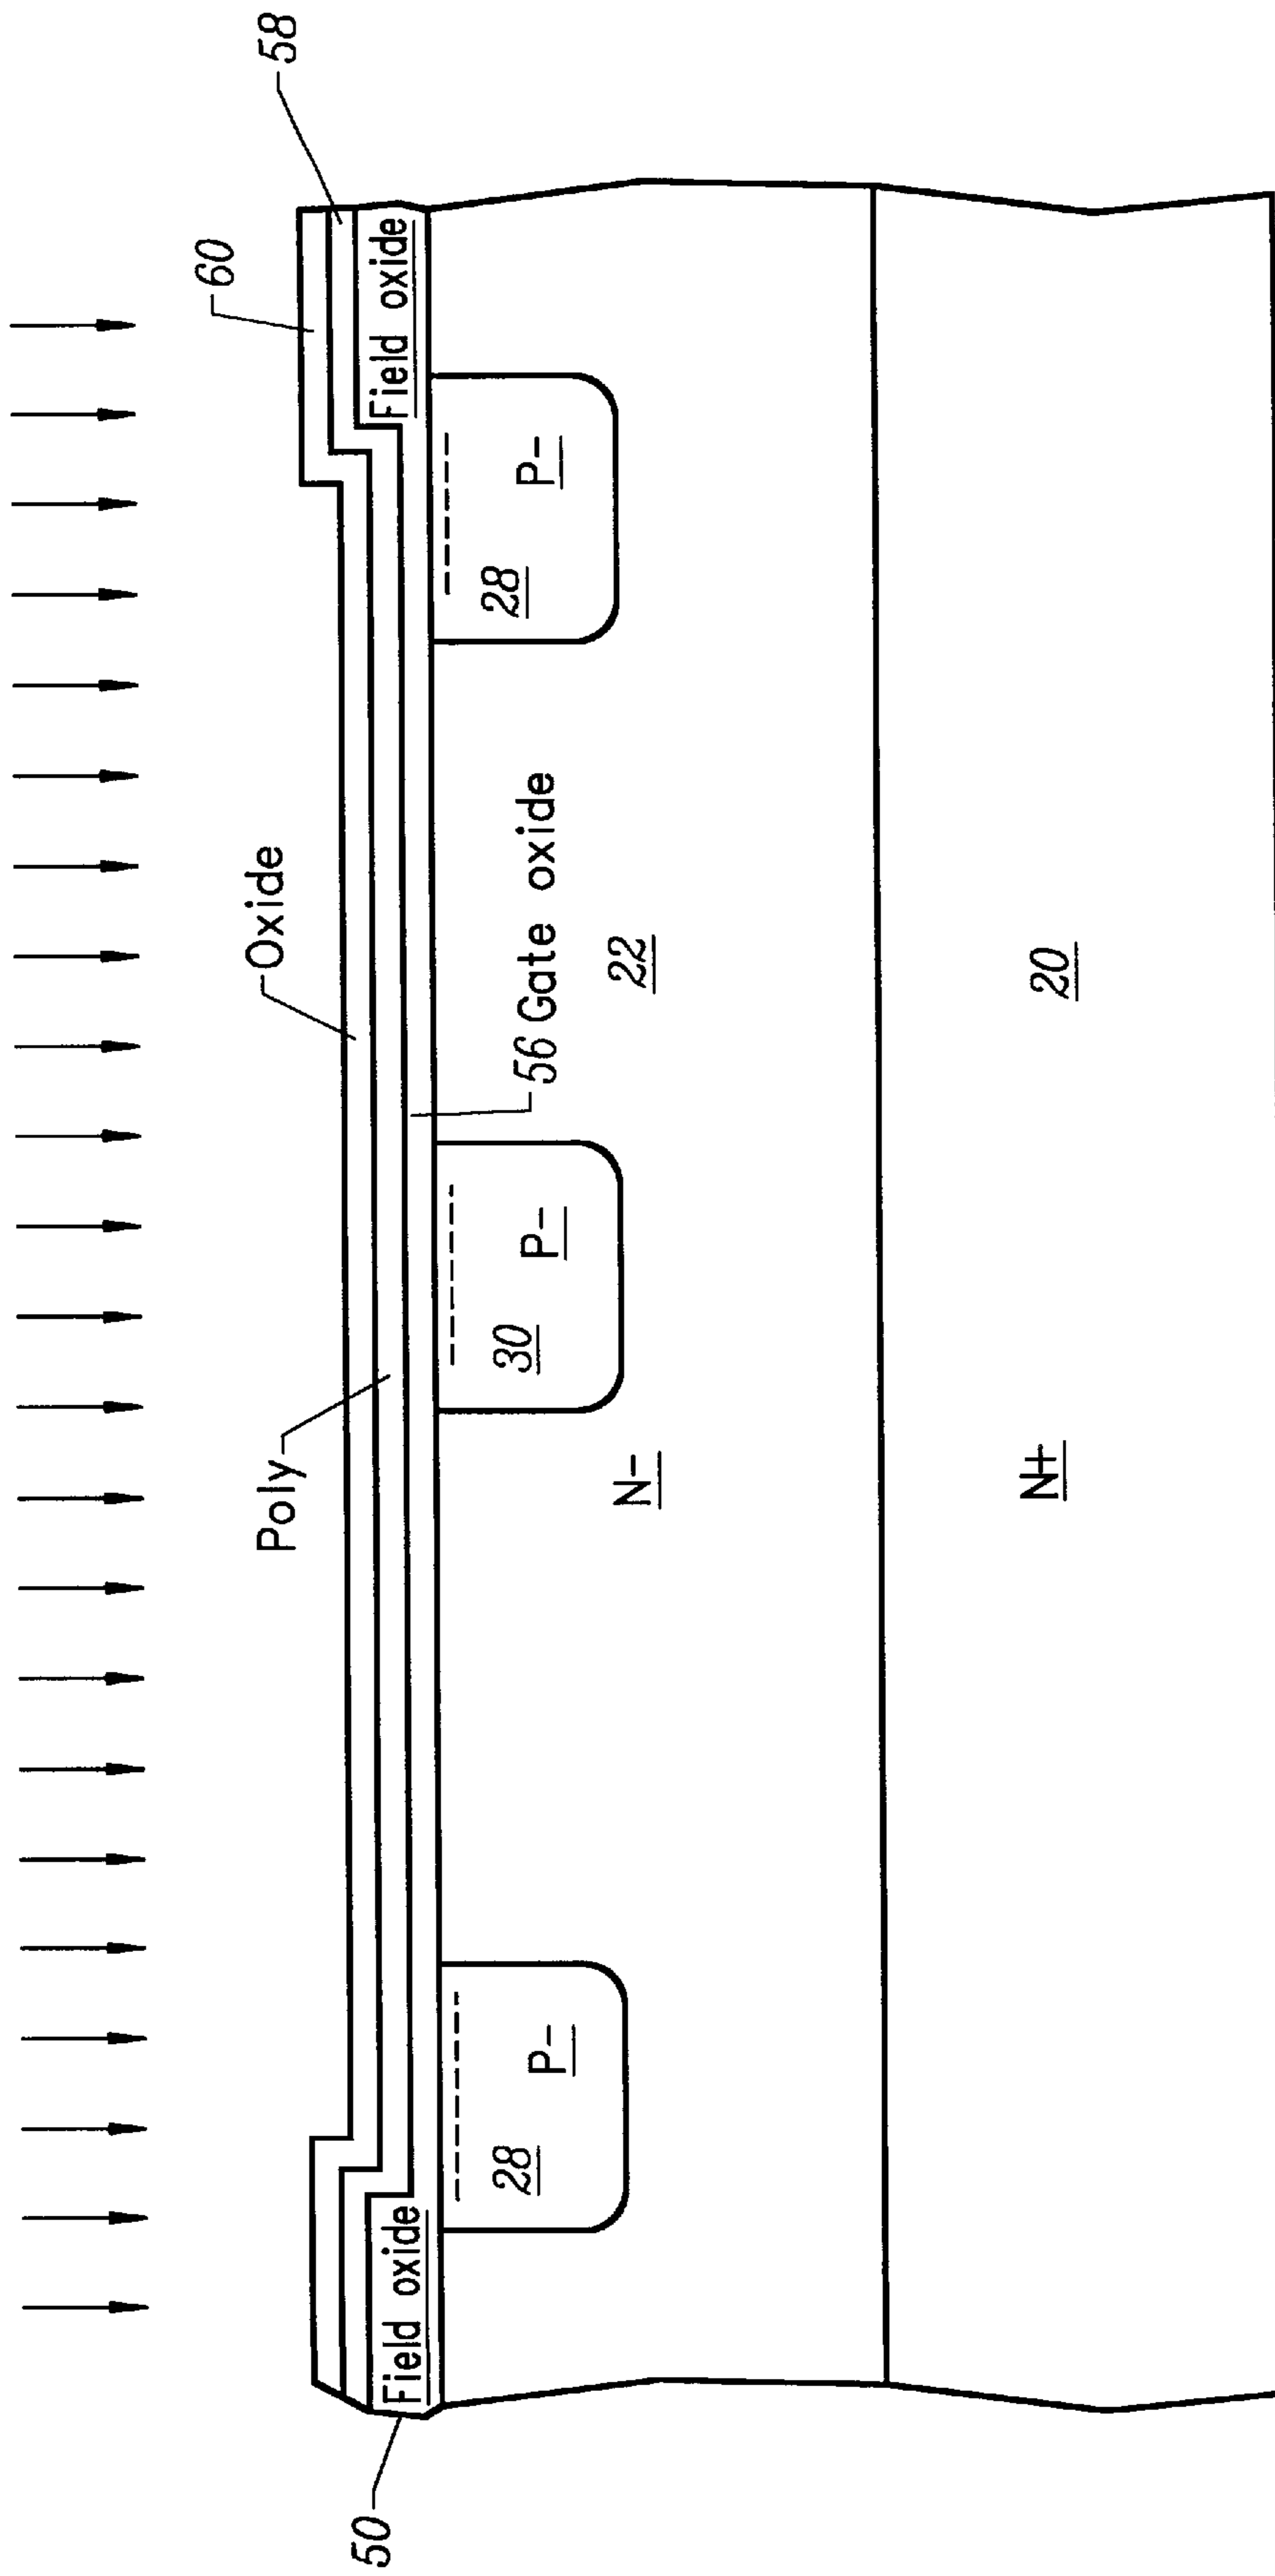 58
60
Oxide
Poly
50
Field oxide
Field oxide
56 Gate oxide
28
P-
30
P-
28
P-
N-
22
N+
20